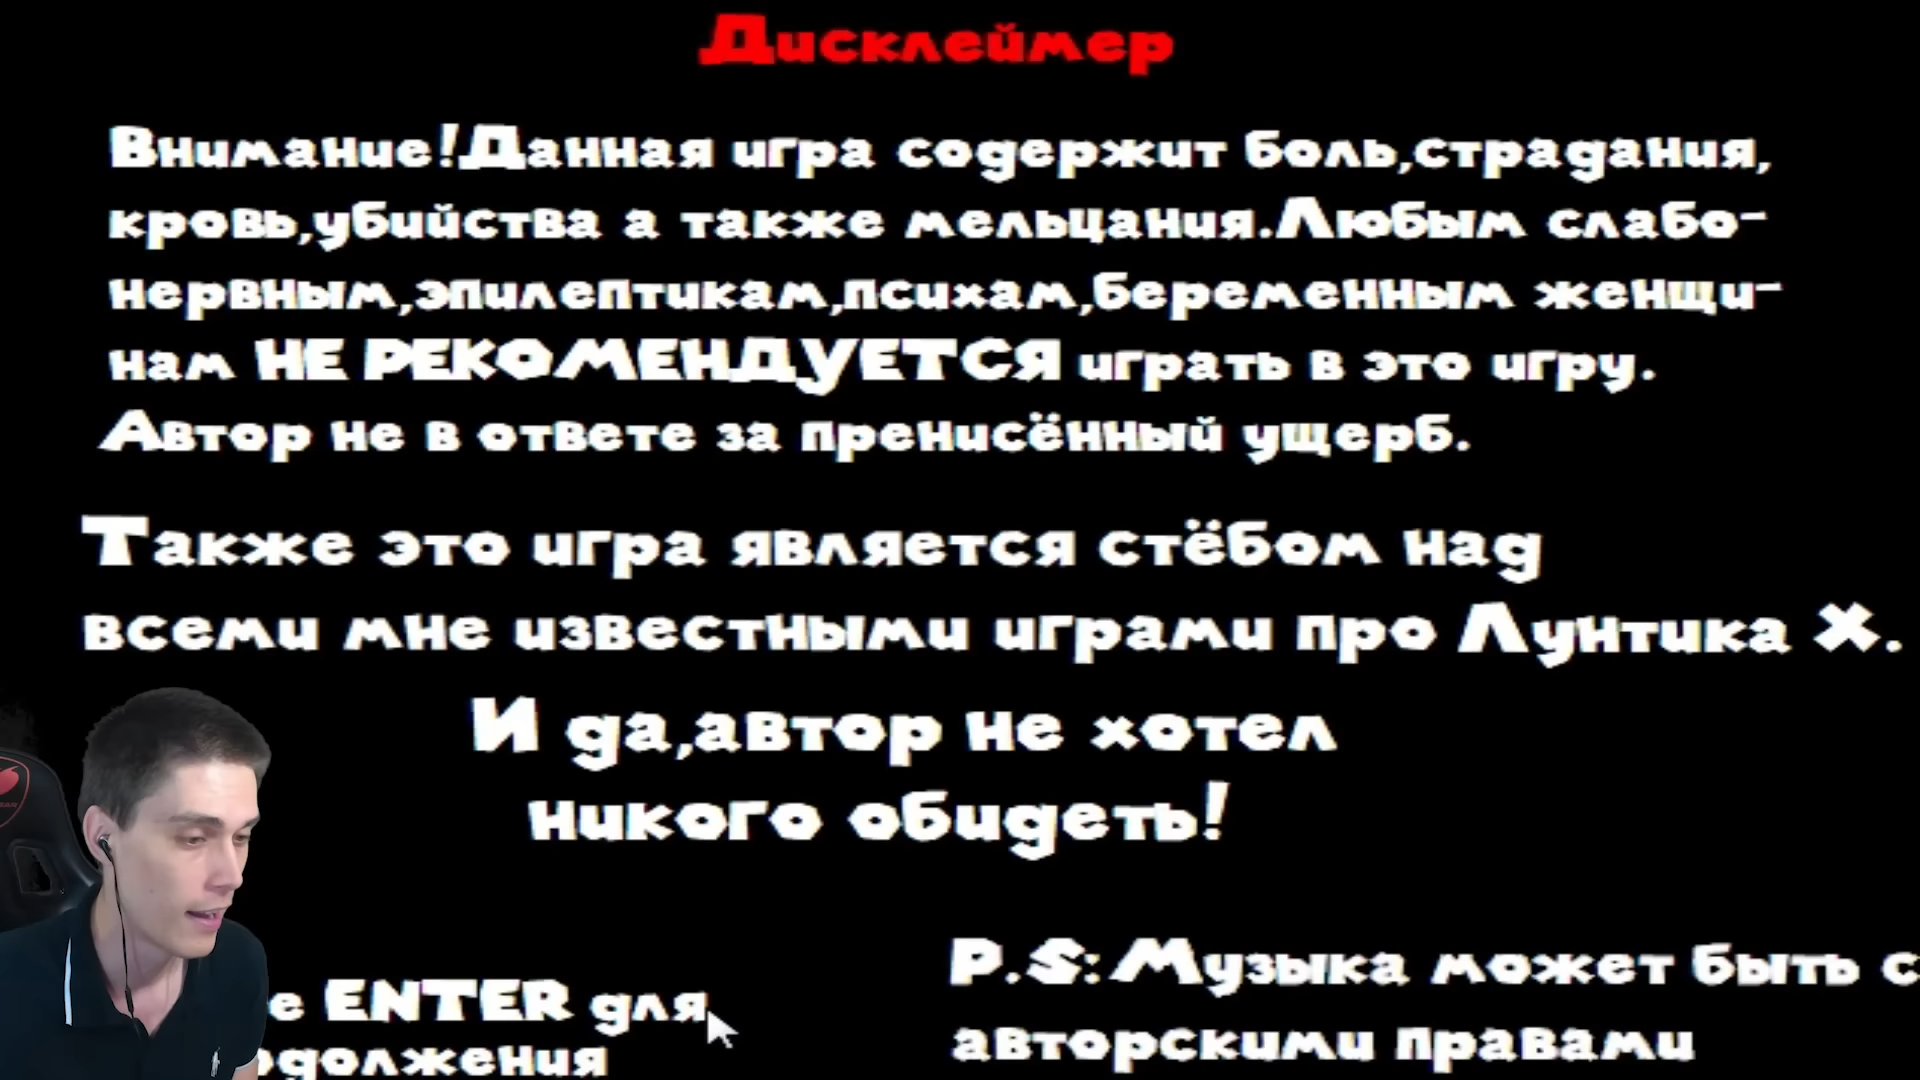 Дисклеймер
Внимание!Данная игра содержит боль,страдания,
кровь,убийства а также мельцания.Любым слабо-
нервным,эпилептикам,психам,беременным женщи-
нам НЕ РЕКОМЕНДУЕТСЯ играть в это игру.
Автор не в ответе за пренисённый ущерб.
Также это игра является стёбом над
всеми мне известными играми про Лунтика X.
И да,автор не хотел
никого обидеть!
е ENTER для
одолжения
P.S:Музыка может быть с
авторскими правами